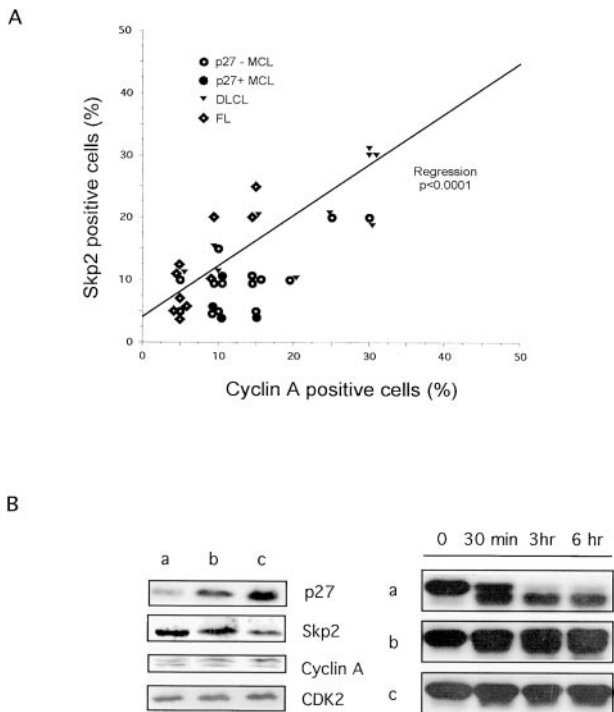 A
50
40
30
20
10
0
Skp2 positive cells (%)
p27 - MCL
p27+ MCL
DLCL
FL
Regression
p<0.0001
0 10 20 30 40 50
Cyclin A positive cells (%)
B
a b c
p27
Skp2
Cyclin A
CDK2
0 30 min 3hr 6 hr
a
b
c